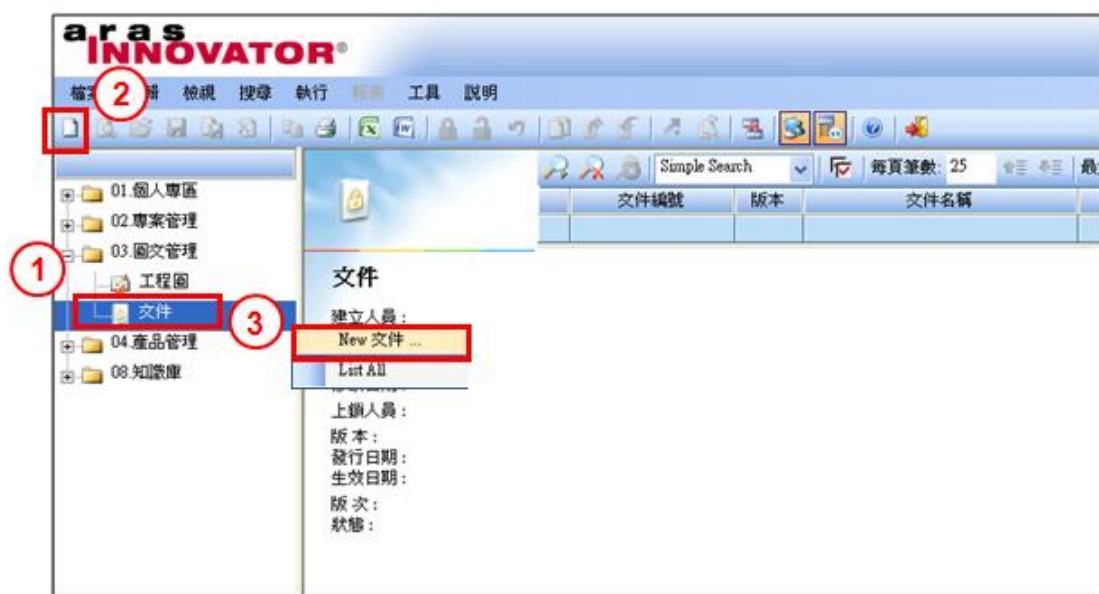 aras
INNOVATOR®
2
檔案 檢視 搜尋 執行 報表 工具 說明
Simple Search 每頁筆數: 25
文件編號 版本 文件名稱
01.個人專區
02.專案管理
03.圖文管理
1
工程圖
文件
3
04.產品管理
08.知識庫
文件
建立人員 :
New 文件 ...
List All
上鎖人員 :
版本 :
發行日期 :
生效日期 :
版次 :
狀態 :